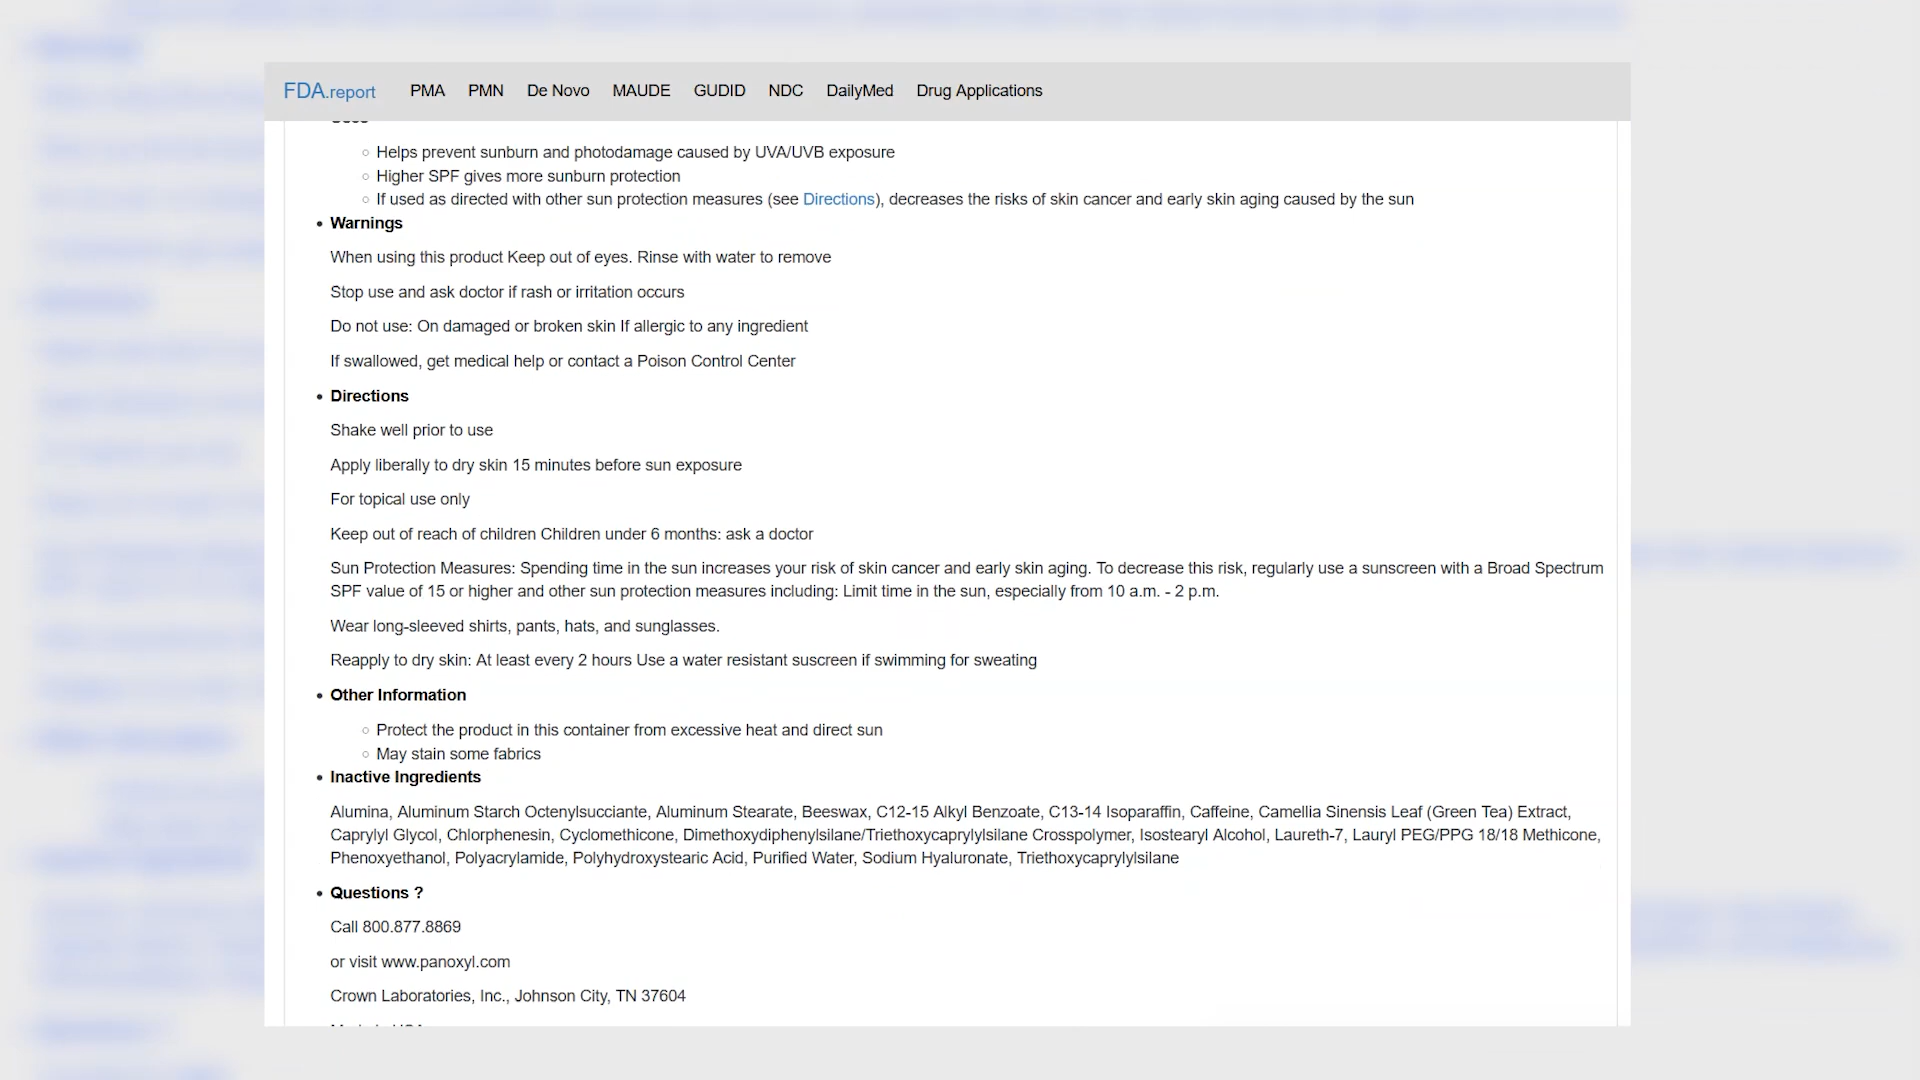 FDA.report PMA PMN De Novo MAUDE GUDID NDC DailyMed Drug Applications
Helps prevent sunburn and photodamage caused by UVA/UVB exposure
Higher SPF gives more sunburn protection
If used as directed with other sun protection measures (see Directions), decreases the risks of skin cancer and early skin aging caused by the sun
Warnings
When using this product Keep out of eyes. Rinse with water to remove
Stop use and ask doctor if rash or irritation occurs
Do not use: On damaged or broken skin If allergic to any ingredient
If swallowed, get medical help or contact a Poison Control Center
Directions
Shake well prior to use
Apply liberally to dry skin 15 minutes before sun exposure
For topical use only
Keep out of reach of children Children under 6 months: ask a doctor
Sun Protection Measures: Spending time in the sun increases your risk of skin cancer and early skin aging. To decrease this risk, regularly use a sunscreen with a Broad Spectrum
SPF value of 15 or higher and other sun protection measures including: Limit time in the sun, especially from 10 a.m. - 2 p.m.
Wear long-sleeved shirts, pants, hats, and sunglasses.
Reapply to dry skin: At least every 2 hours Use a water resistant suscreen if swimming for sweating
Other Information
Protect the product in this container from excessive heat and direct sun
May stain some fabrics
Inactive Ingredients
Alumina, Aluminum Starch Octenylsucciante, Aluminum Stearate, Beeswax, C12-15 Alkyl Benzoate, C13-14 Isoparaffin, Caffeine, Camellia Sinensis Leaf (Green Tea) Extract,
Caprylyl Glycol, Chlorphenesin, Cyclomethicone, Dimethoxydiphenylsilane/Triethoxycaprylylsilane Crosspolymer, Isostearyl Alcohol, Laureth-7, Lauryl PEG/PPG 18/18 Methicone,
Phenoxyethanol, Polyacrylamide, Polyhydroxystearic Acid, Purified Water, Sodium Hyaluronate, Triethoxycaprylylsilane
Questions ?
Call 800.877.8869
or visit www.panoxyl.com
Crown Laboratories, Inc., Johnson City, TN 37604